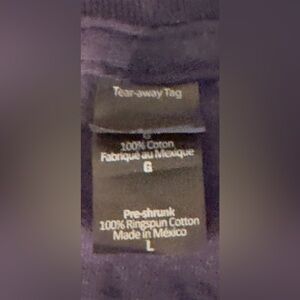 Tear-away Tag
G
100% Coton
Fabriqué au Mexique
G
Pre-shrunk
100% Ringspun Cotton
Made in México
L